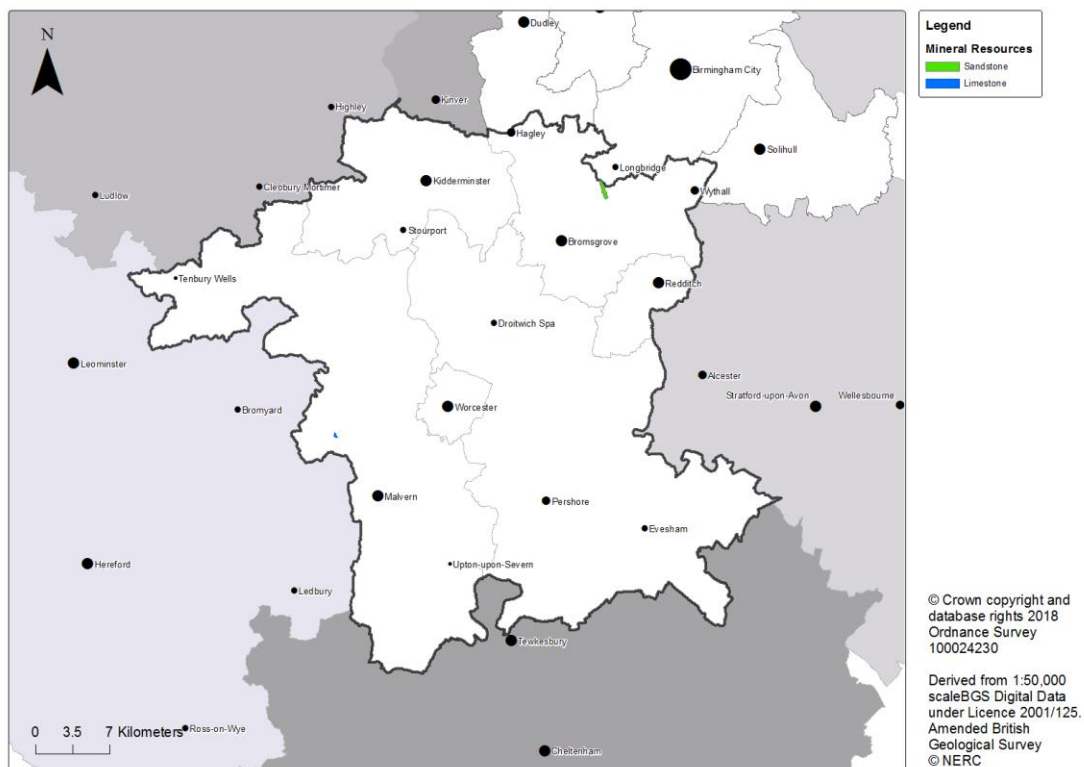 N
Dudley
Birmingham City
Kinver
Highley
Hagley
Solihull
Longbridge
Kidderminster
Wythall
Cleobury Mortimer
Ludlow
Stourport
Bromsgrove
Tenbury Wells
Redditch
Droitwich Spa
Leominster
Alcester
Stratford-upon-Avon
Wellesbourne
Bromyard
Worcester
Malvern
Pershore
Evesham
Hereford
Upton-upon-Severn
Ledbury
Tewkesbury
Ross-on-Wye
0 3.5 7 Kilometers
Cheltenham
Legend
Mineral Resources
Sandstone
Limestone
© Crown copyright and
database rights 2018
Ordnance Survey
100024230
Derived from 1:50,000
scaleBGS Digital Data
under Licence 2001/125.
Amended British
Geological Survey
© NERC